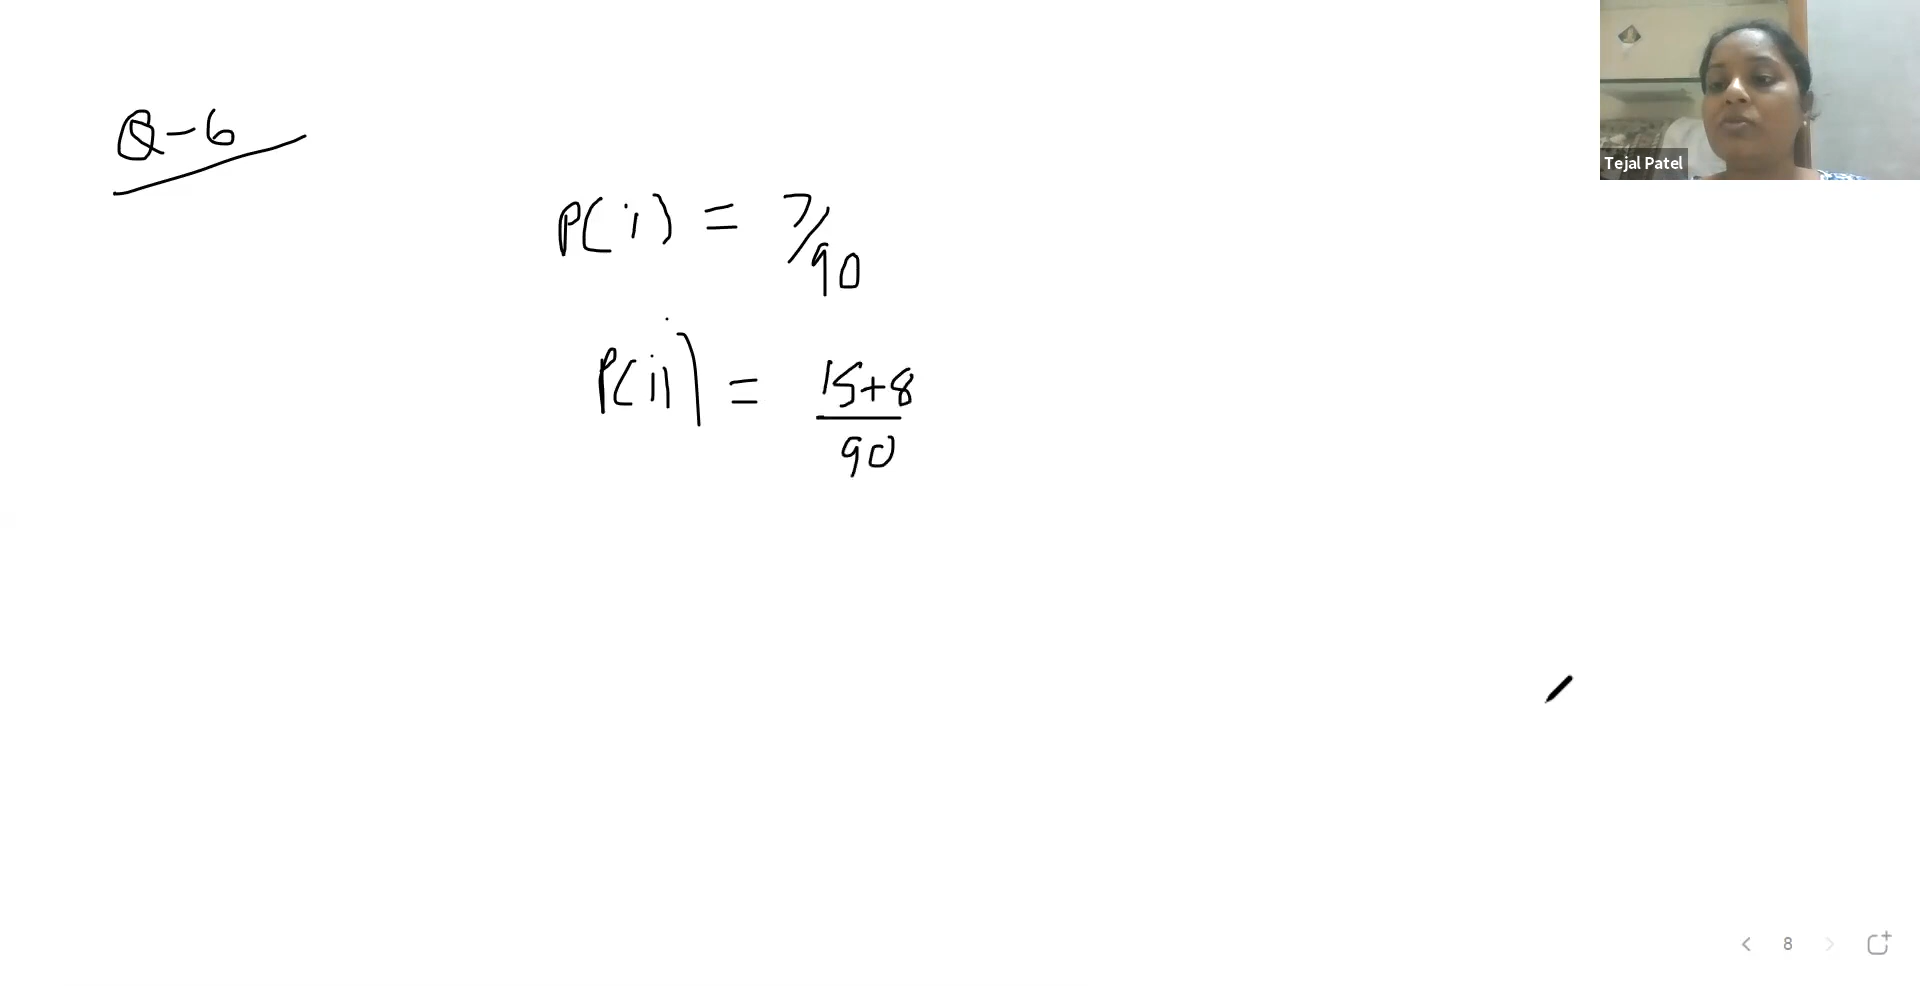 Q-6
Tejal Patel
P(i) = 7/90
P(ii) = 15+8
90
8